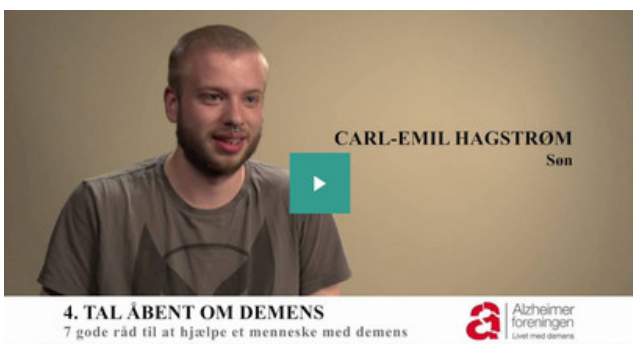 CARL-EMIL HAGSTRØM
Søn
4. TAL ÅBENT OM DEMENS
7 gode råd til at hjælpe et menneske med demens
Alzheimer
foreningen
Livet med demens